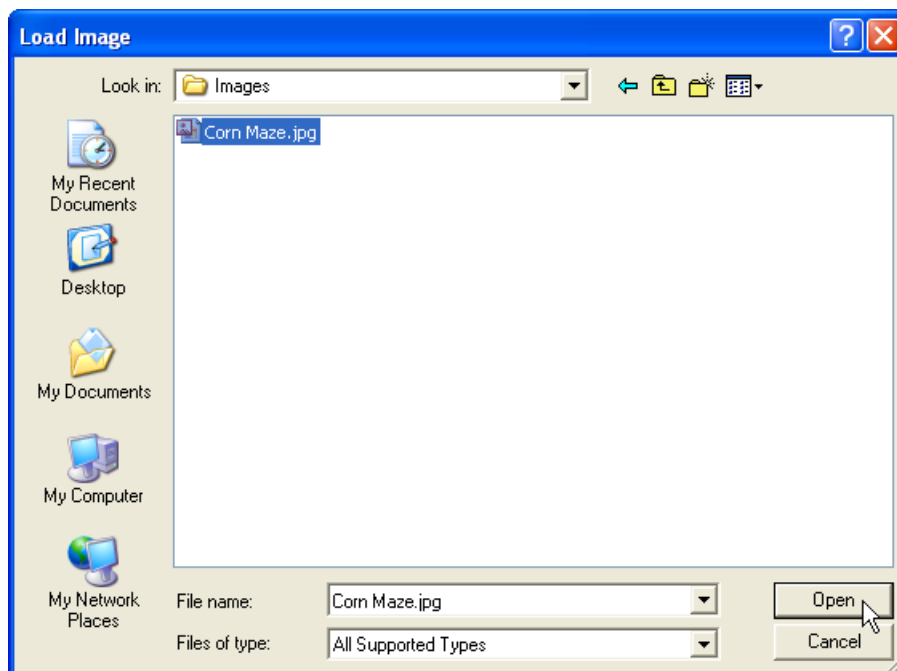 Load Image
Look in: Images
Corn Maze.jpg
My Recent
Documents
Desktop
My Documents
My Computer
My Network
Places
File name: Corn Maze.jpg Open
Files of type: All Supported Types Cancel